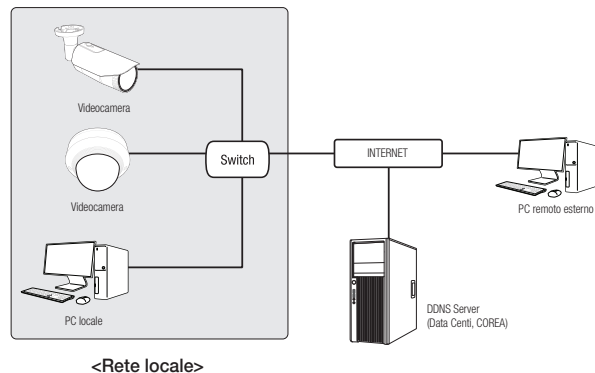 Videocamera
Videocamera
Switch
INTERNET
PC remoto esterno
PC locale
DDNS Server
(Data Centi, COREA)
<Rete locale>